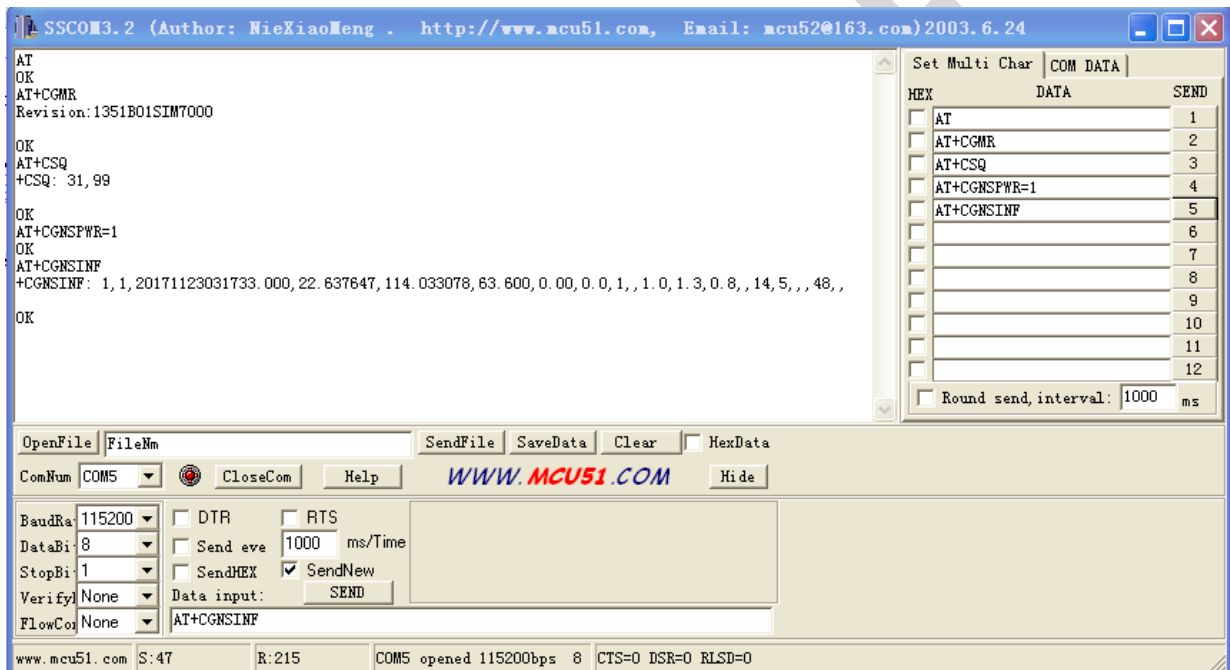 SSCOM3.2 (Author: NieXiaoMeng . http://www.mcu51.com, Email: mcu52@163.com)2003.6.24
AT
OK
AT+CGMR
Revision:1351B01SIM7000
OK
AT+CSQ
+CSQ: 31,99
OK
AT+CGNSPWR=1
OK
AT+CGNSINF
+CGNSINF: 1,1,20171123031733.000,22.637647,114.033078,63.600,0.00,0.0,1,,1.0,1.3,0.8,,14,5,,,48,,
OK
Set Multi Char COM DATA
HEX DATA SEND
AT 1
AT+CGMR 2
AT+CSQ 3
AT+CGNSPWR=1 4
AT+CGNSINF 5
6
7
8
9
10
11
12
Round send, interval: 1000 ms
OpenFile FileNm SendFile SaveData Clear HexData
ComNum COM5 CloseCom Help WWW.MCU51.COM Hide
BaudRa 115200 DTR RTS
DataBi 8 Send eve 1000 ms/Time
StopBi 1 SendHEX SendNew
Verify None Data input: SEND
FlowCo None AT+CGNSINF
www.mcu51.com S:47 R:215 COM5 opened 115200bps 8 CTS=0 DSR=0 RLSD=0